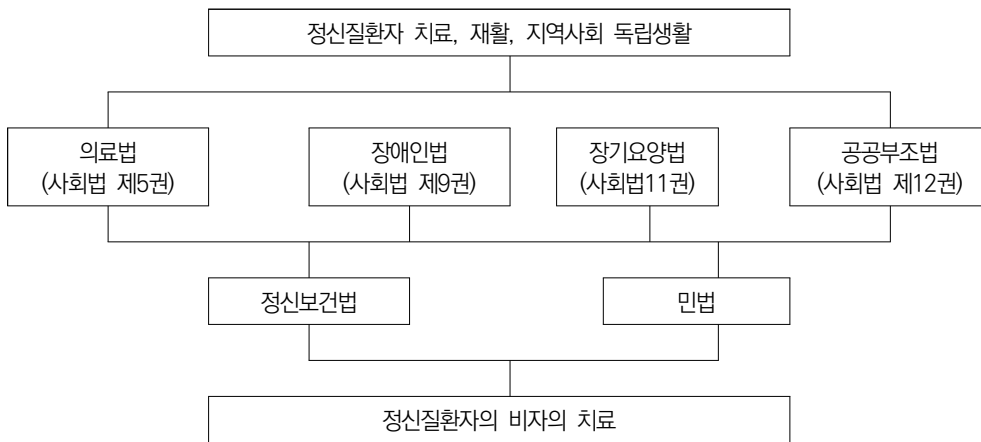 정신질환자 치료, 재활, 지역사회 독립생활
의료법
(사회법 제5권)
장애인법
(사회법 제9권)
장기요양법
(사회법11권)
공공부조법
(사회법 제12권)
정신보건법
민법
정신질환자의 비자의 치료